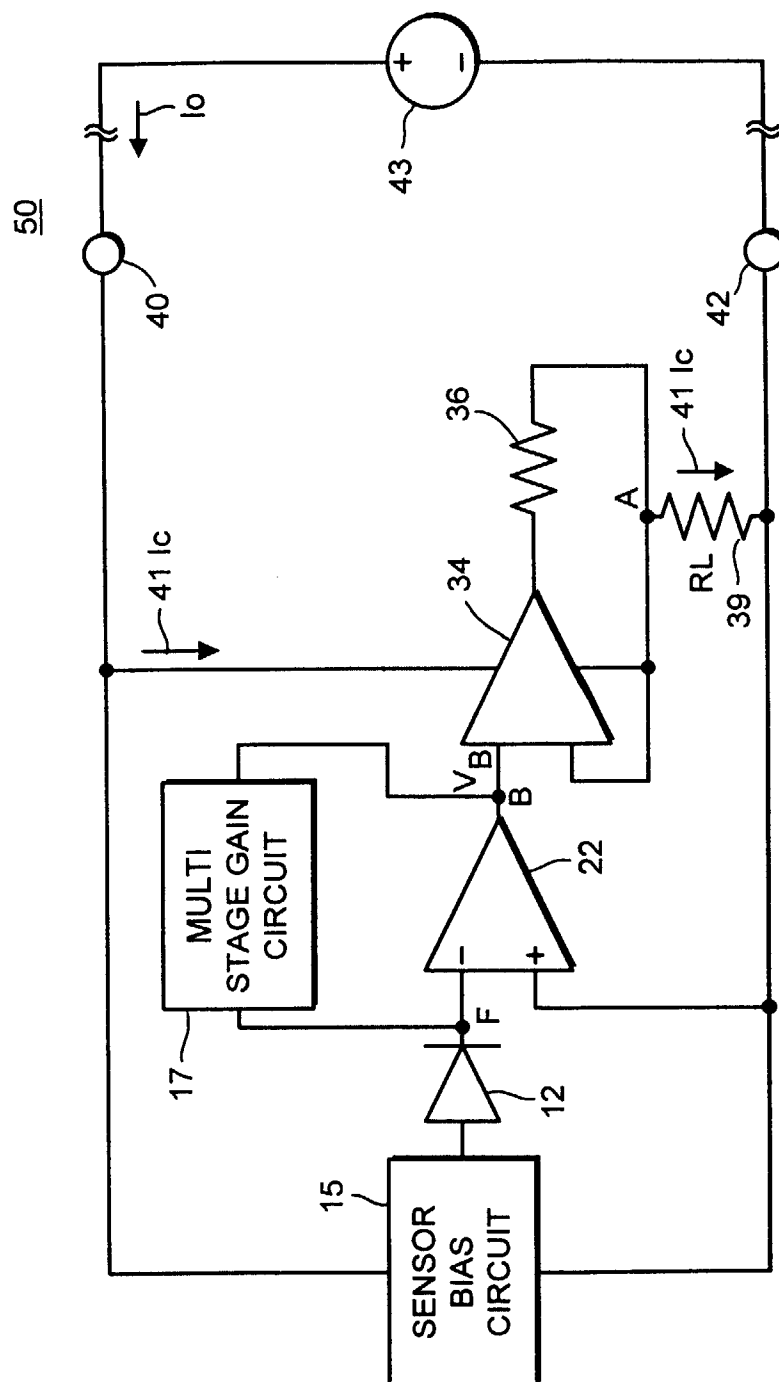 50
Io
40
43
42
41 Ic
36
34
A
41 Ic
RL
39
MULTI
STAGE GAIN
CIRCUIT
17
VB
B
22
−
+
F
12
15
SENSOR
BIAS
CIRCUIT
+
−